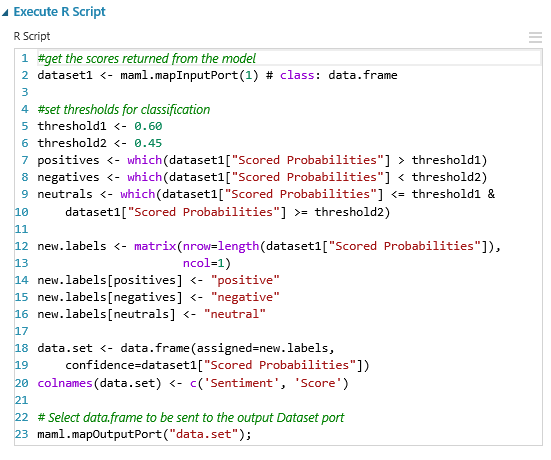 Execute R Script
R Script
1 #get the scores returned from the model
2 dataset1 <- maml.mapInputPort(1) # class: data.frame
3
4 #set thresholds for classification
5 threshold1 <- 0.60
6 threshold2 <- 0.45
7 positives <- which(dataset1["Scored Probabilities"] > threshold1)
8 negatives <- which(dataset1["Scored Probabilities"] < threshold2)
9 neutrals <- which(dataset1["Scored Probabilities"] <= threshold1 &
10     dataset1["Scored Probabilities"] >= threshold2)
11
12 new.labels <- matrix(nrow=length(dataset1["Scored Probabilities"]),
13                     ncol=1)
14 new.labels[positives] <- "positive"
15 new.labels[negatives] <- "negative"
16 new.labels[neutrals] <- "neutral"
17
18 data.set <- data.frame(assigned=new.labels,
19     confidence=dataset1["Scored Probabilities"])
20 colnames(data.set) <- c('Sentiment', 'Score')
21
22 # Select data.frame to be sent to the output Dataset port
23 maml.mapOutputPort("data.set");